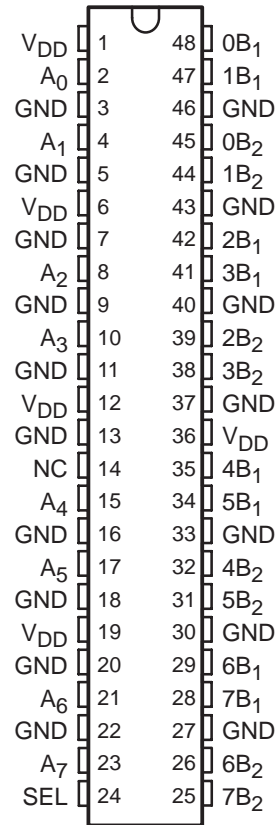 V_DD 1 48 0B_1
A_0 2 47 1B_1
GND 3 46 GND
A_1 4 45 0B_2
GND 5 44 1B_2
V_DD 6 43 GND
GND 7 42 2B_1
A_2 8 41 3B_1
GND 9 40 GND
A_3 10 39 2B_2
GND 11 38 3B_2
V_DD 12 37 GND
GND 13 36 V_DD
NC 14 35 4B_1
A_4 15 34 5B_1
GND 16 33 GND
A_5 17 32 4B_2
GND 18 31 5B_2
V_DD 19 30 GND
GND 20 29 6B_1
A_6 21 28 7B_1
GND 22 27 GND
A_7 23 26 6B_2
SEL 24 25 7B_2